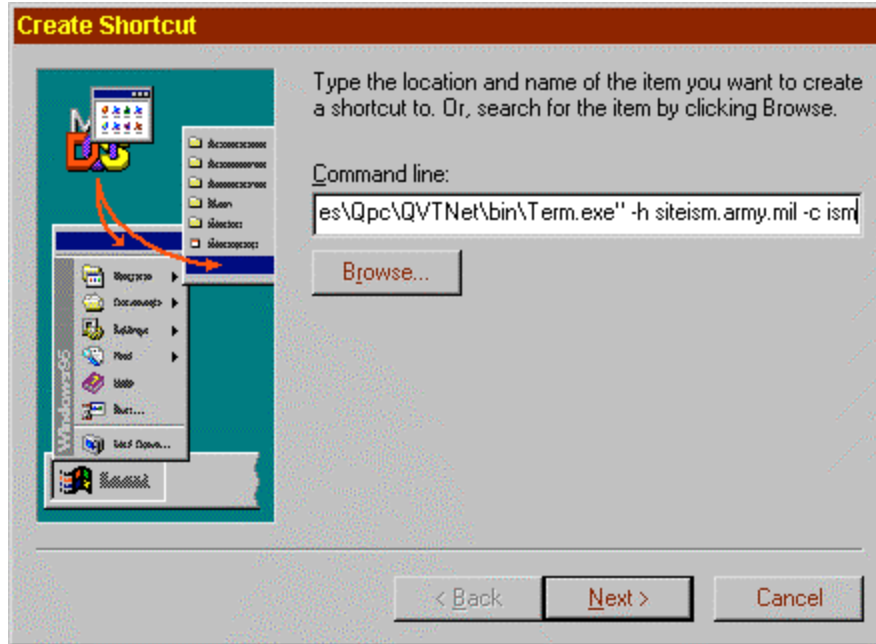 Create Shortcut
Type the location and name of the item you want to create
a shortcut to. Or, search for the item by clicking Browse.
Command line:
es\Qpc\QVTNet\bin\Term.exe" -h siteism.army.mil -c ism
Browse...
Windows95
< Back
Next >
Cancel